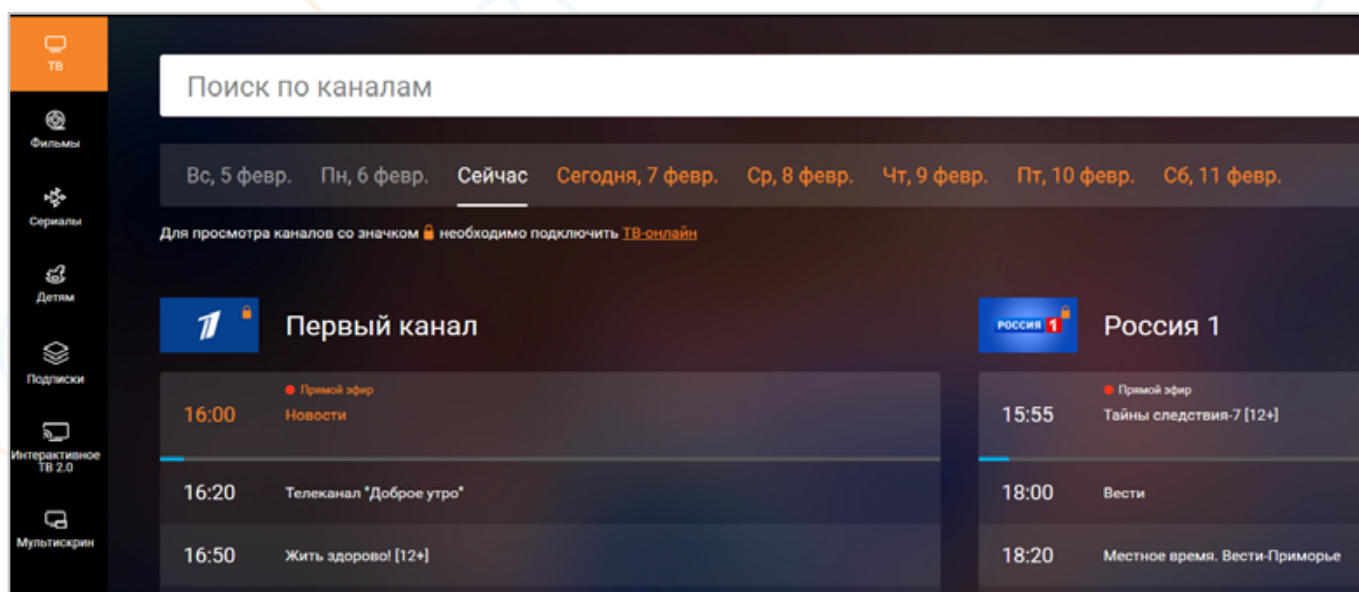 ТВ
Фильмы
Сериалы
Детям
Подписки
Интерактивное
ТВ 2.0
Мультискрин
Поиск по каналам
Вс, 5 февр. Пн, 6 февр. Сейчас Сегодня, 7 февр. Ср, 8 февр. Чт, 9 февр. Пт, 10 февр. Сб, 11 февр.
Для просмотра каналов со значком необходимо подключить ТВ-онлайн
Первый канал
Прямой эфир
16:00 Новости
16:20 Телеканал "Доброе утро"
16:50 Жить здорово! [12+]
РОССИЯ 1 Россия 1
Прямой эфир
15:55 Тайны следствия-7 [12+]
18:00 Вести
18:20 Местное время. Вести-Приморье